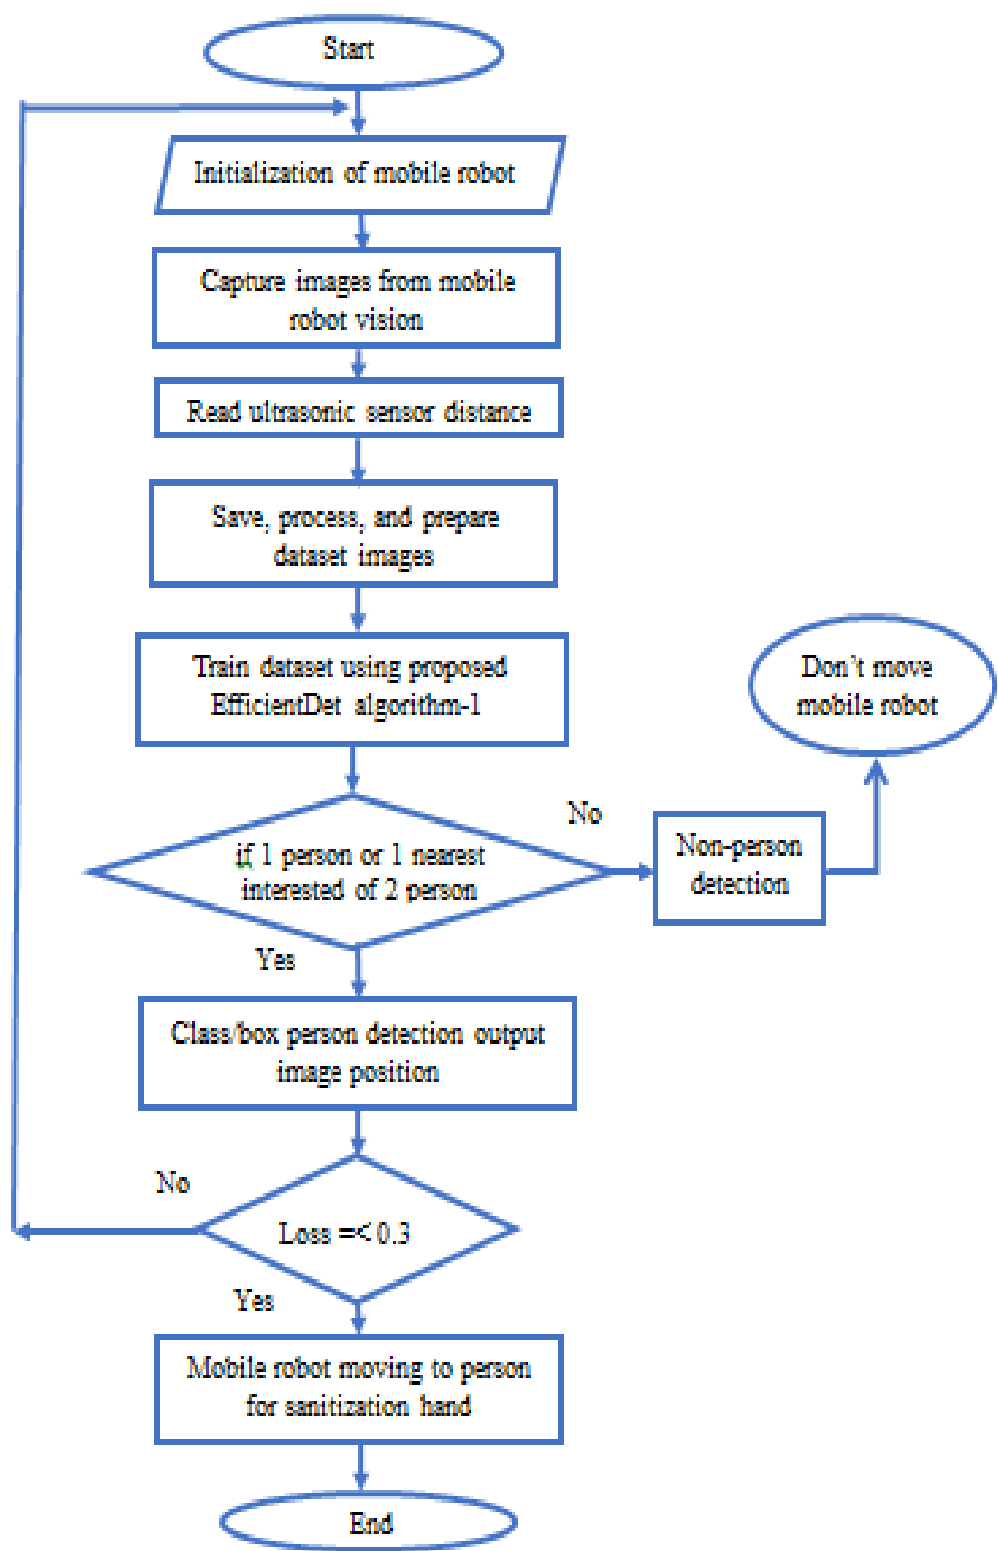 Start
Initialization of mobile robot
Capture images from mobile
robot vision
Read ultrasonic sensor distance
Save, process, and prepare
dataset images
Train dataset using proposed
EfficientDet algorithm-1
Don't move
mobile robot
No
if 1 person or 1 nearest
interested of 2 person
Non-person
detection
Yes
Class/box person detection output
image position
No
Loss =< 0.3
Yes
Mobile robot moving to person
for sanitization hand
End